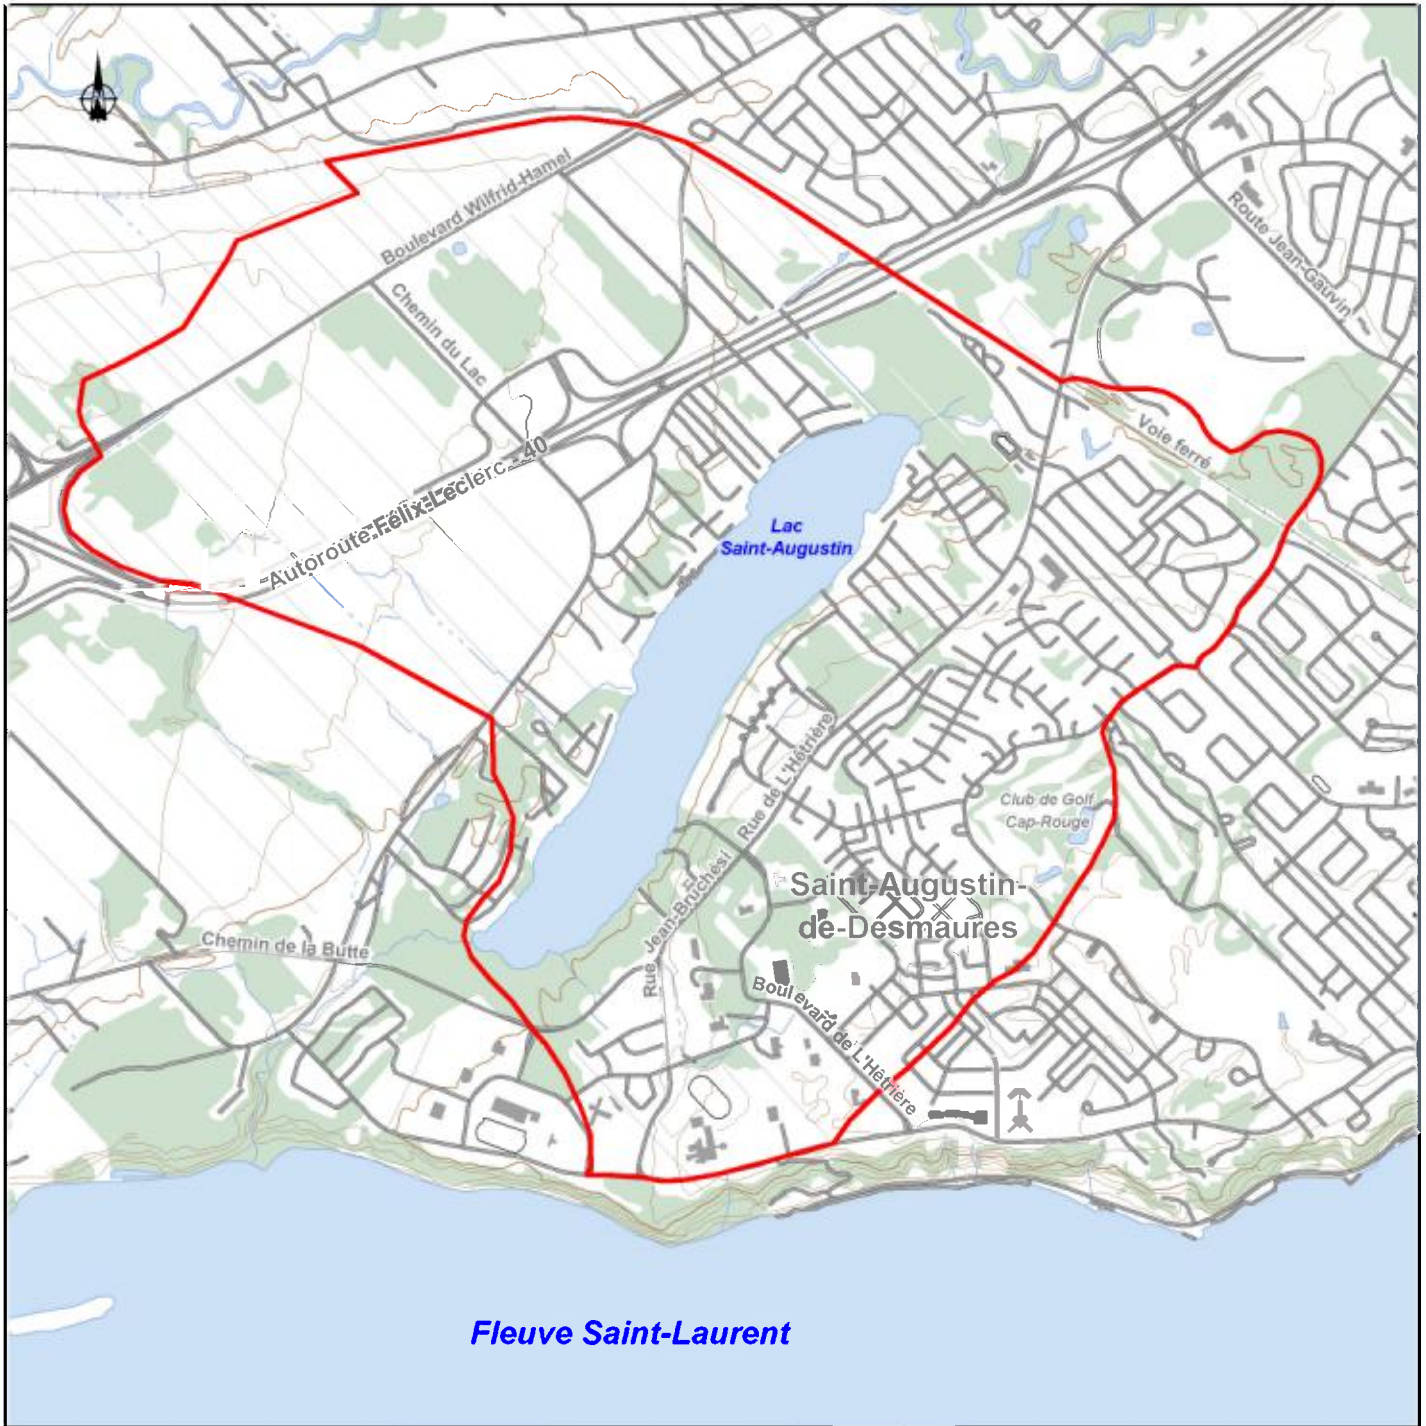 Boulevard Wilfrid-Hamel
Route Jean-Gauvin
Chemin du Lac
Voie ferré
Autoroute Félix-Leclerc - 40
Lac
Saint-Augustin
Rue de L'Hêtrière
Club de Golf
Cap-Rouge
Rue Jean-Bruchési
Saint-Augustin-
de-Desmaures
Chemin de la Butte
Boulevard de L'Hêtrière
Fleuve Saint-Laurent